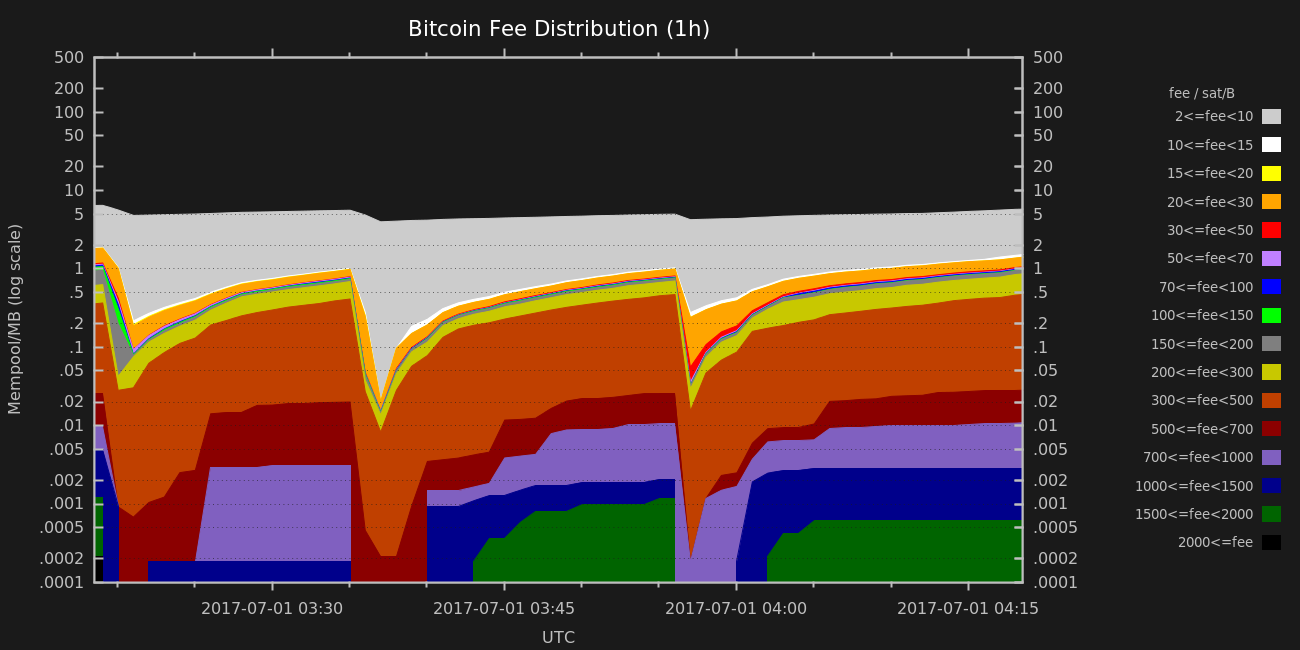 Bitcoin Fee Distribution (1h)
Mempool/MB (log scale)
500
200
100
50
20
10
5
2
1
.5
.2
.1
.05
.02
.01
.005
.002
.001
.0005
.0002
.0001
500
200
100
50
20
10
5
2
1
.5
.2
.1
.05
.02
.01
.005
.002
.001
.0005
.0002
.0001
2017-07-01 03:30
2017-07-01 03:45
2017-07-01 04:00
2017-07-01 04:15
UTC
fee / sat/B
2<=fee<10
10<=fee<15
15<=fee<20
20<=fee<30
30<=fee<50
50<=fee<70
70<=fee<100
100<=fee<150
150<=fee<200
200<=fee<300
300<=fee<500
500<=fee<700
700<=fee<1000
1000<=fee<1500
1500<=fee<2000
2000<=fee